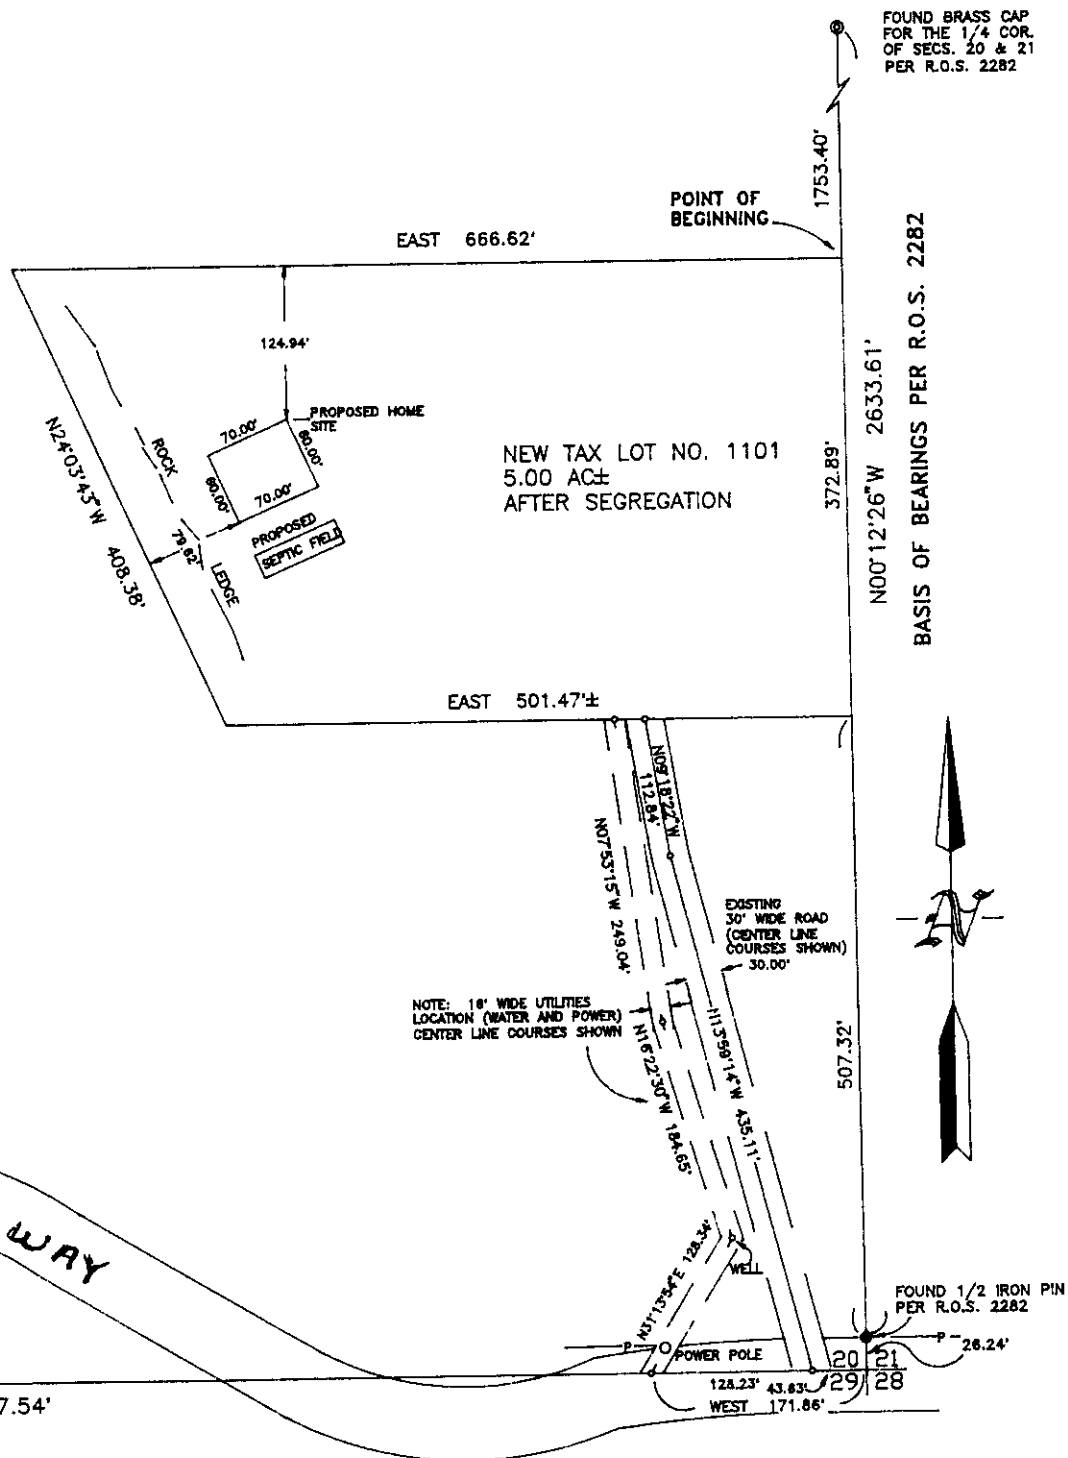 FOUND BRASS CAP
FOR THE 1/4 COR.
OF SECS. 20 & 21
PER R.O.S. 2282
1753.40'
POINT OF
BEGINNING
EAST 666.62'
124.94'
PROPOSED HOME
SITE
70.00'
60.00'
60.00'
70.00'
ROCK
LEDGE
79.62'
PROPOSED
SEPTIC FIELD
N24°03'43"W 408.38'
NEW TAX LOT NO. 1101
5.00 AC±
AFTER SEGREGATION
372.89'
N00°12'26"W 2633.61'
BASIS OF BEARINGS PER R.O.S. 2282
EAST 501.47'±
N09°18'22"W
112.84'
N07°53'15"W 249.04'
EXISTING
30' WIDE ROAD
(CENTER LINE
COURSES SHOWN)
30.00'
NOTE: 16' WIDE UTILITIES
LOCATION (WATER AND POWER)
CENTER LINE COURSES SHOWN
N16°22'30"W 184.65'
N13°59'14"W 435.11'
507.32'
N
WAY
N31°13'54"E 128.34'
WELL
FOUND 1/2 IRON PIN
PER R.O.S. 2282
P
POWER POLE
P
26.24'
20 21
29 28
128.23' 43.63'
WEST 171.86'
7.54'